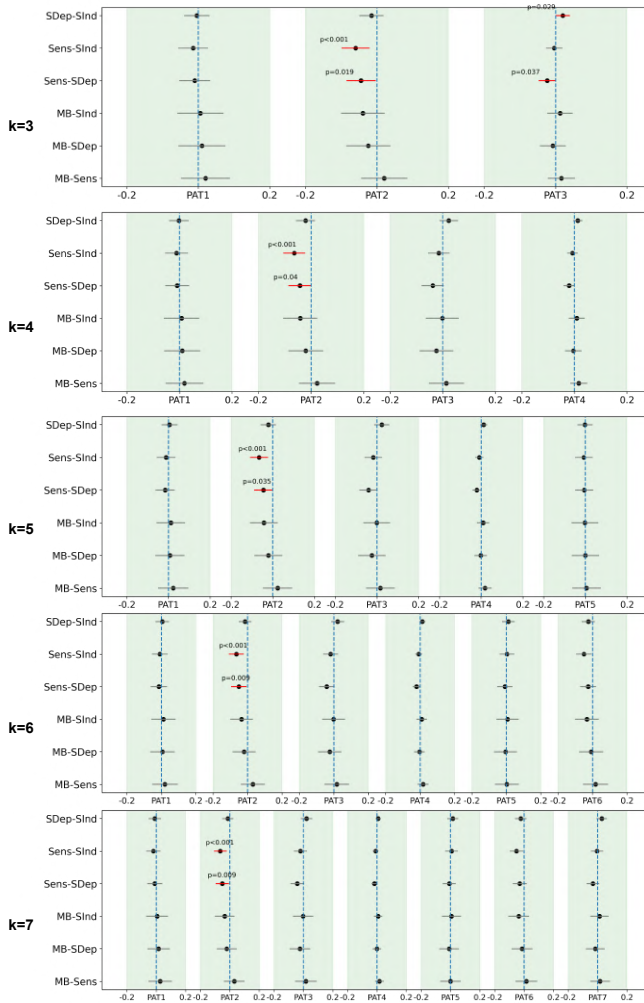 p=0.029
SDep-SInd
p<0.001
Sens-SInd
p=0.019 p=0.037
Sens-SDep
k=3
MB-SInd
MB-SDep
MB-Sens
-0.2 PAT1 0.2 -0.2 PAT2 0.2 -0.2 PAT3 0.2
SDep-SInd
p<0.001
Sens-SInd
p=0.04
Sens-SDep
k=4
MB-SInd
MB-SDep
MB-Sens
-0.2 PAT1 0.2 -0.2 PAT2 0.2 -0.2 PAT3 0.2 -0.2 PAT4 0.2
SDep-SInd
p<0.001
Sens-SInd
p=0.035
Sens-SDep
k=5
MB-SInd
MB-SDep
MB-Sens
-0.2 PAT1 0.2 -0.2 PAT2 0.2 -0.2 PAT3 0.2 -0.2 PAT4 0.2 -0.2 PAT5 0.2
SDep-SInd
p<0.001
Sens-SInd
p=0.009
Sens-SDep
k=6
MB-SInd
MB-SDep
MB-Sens
-0.2 PAT1 0.2 -0.2 PAT2 0.2 -0.2 PAT3 0.2 -0.2 PAT4 0.2 -0.2 PAT5 0.2 -0.2 PAT6 0.2
SDep-SInd
p<0.001
Sens-SInd
p=0.009
Sens-SDep
k=7
MB-SInd
MB-SDep
MB-Sens
-0.2 PAT1 0.2 -0.2 PAT2 0.2 -0.2 PAT3 0.2 -0.2 PAT4 0.2 -0.2 PAT5 0.2 -0.2 PAT6 0.2 -0.2 PAT7 0.2